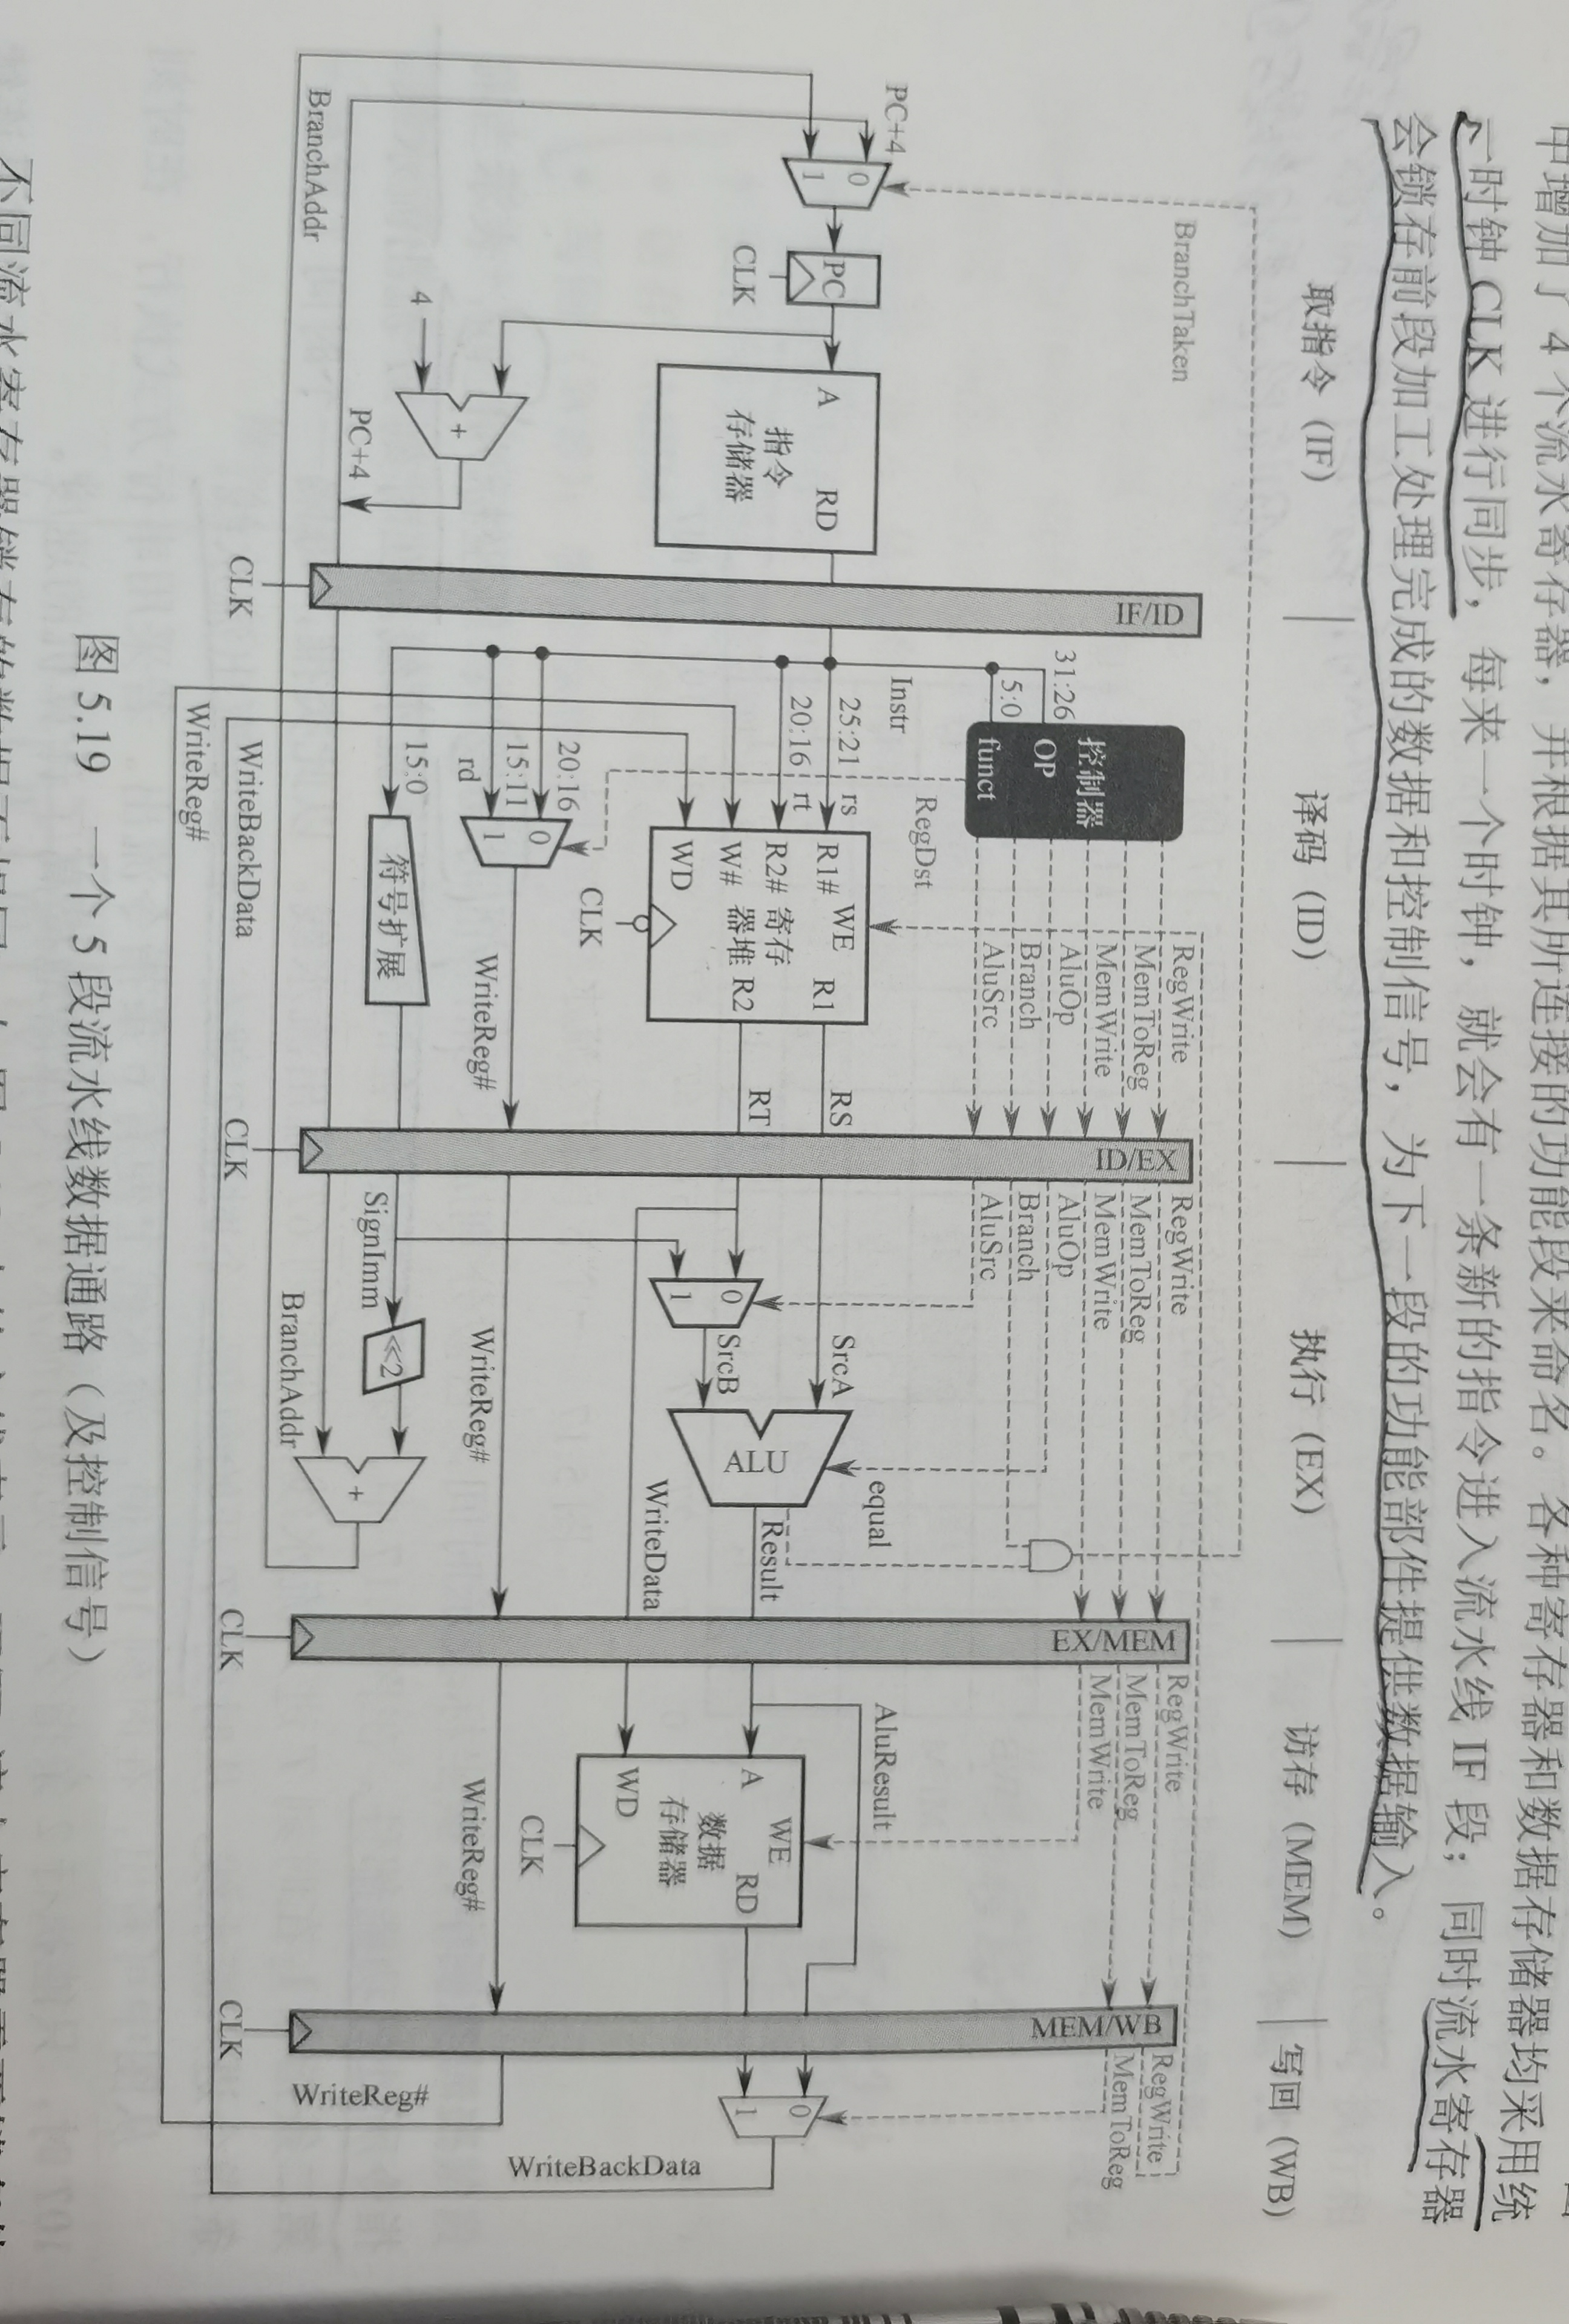 中增加了 4 个流水寄存器，并根据其所连接的功能段来命名。各种寄存器和数据存储器均采用统
一时钟 CLK 进行同步，每来一个时钟，就会有一条新的指令进入流水线 IF 段；同时流水寄存器
会锁存前段加工处理完成的数据和控制信号，为下一段的功能部件提供数据输入。
取指令（IF） 译码（ID） 执行（EX） 访存（MEM） 写回（WB）
BranchTaken
IF/ID
控制器
OP
funct
31:26
5:0
RegWrite
MemToReg
MemWrite
AluOp
Branch
AluSrc
RegDst
ID/EX
RegWrite
MemToReg
MemWrite
AluOp
Branch
AluSrc
EX/MEM
RegWrite
MemToReg
MemWrite
MEM/WB
RegWrite
MemToReg
PC+4
0
1
PC
CLK
A RD
指令
存储器
4
+
PC+4
BranchAddr
CLK
Instr
25:21 rs
20:16 rt
R1# WE R1
R2# 寄存器堆 R2
W#
WD
CLK
RS
RT
20:16
15:11
rd
0
1
WriteReg#
15:0
符号扩展
WriteBackData
WriteReg#
CLK
SrcA
SrcB
0
1
ALU
equal
Result
WriteData
WriteReg#
SignImm
≪2
+
BranchAddr
CLK
AluResult
WE
A RD
数据
存储器
WD
CLK
WriteReg#
CLK
0
1
WriteBackData
WriteReg#
图 5.19 一个 5 段流水线数据通路（及控制信号）